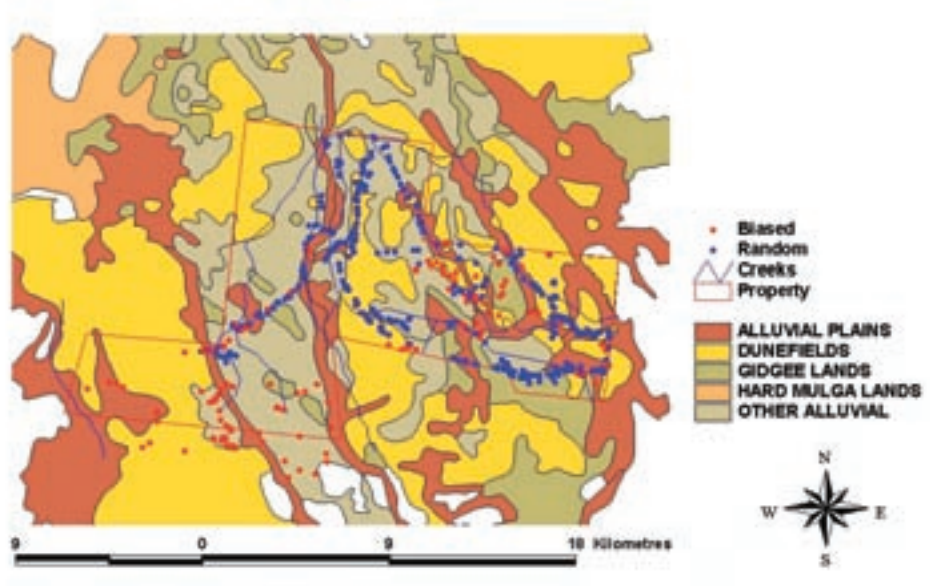 Biased
Random
Creeks
Property
ALLUVIAL PLAINS
DUNEFIELDS
GIDGEE LANDS
HARD MULGA LANDS
OTHER ALLUVIAL
N
W E
S
9 0 9 18 Kilometres